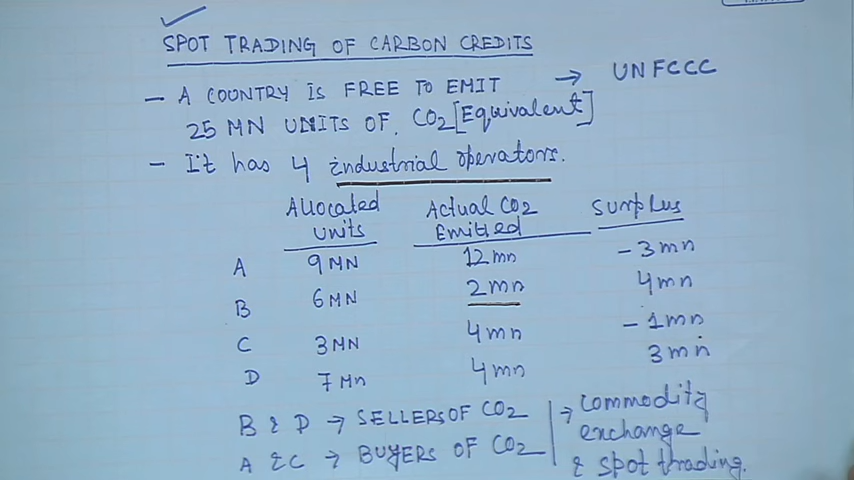 SPOT TRADING OF CARBON CREDITS
- A COUNTRY IS FREE TO EMIT → UNFCCC
25 MN UNITS OF. CO2 [Equivalent]
- It has 4 industrial operators.
Allocated Units Actual CO2 Emitted Surplus
A 9 MN 12 mn - 3 mn
B 6 MN 2 mn 4 mn
C 3 MN 4 mn - 1 mn
D 7 Mn 4 mn 3 mn
B & D → SELLERS OF CO2 → commodity
exchange
A & C → BUYERS OF CO2 & spot trading.